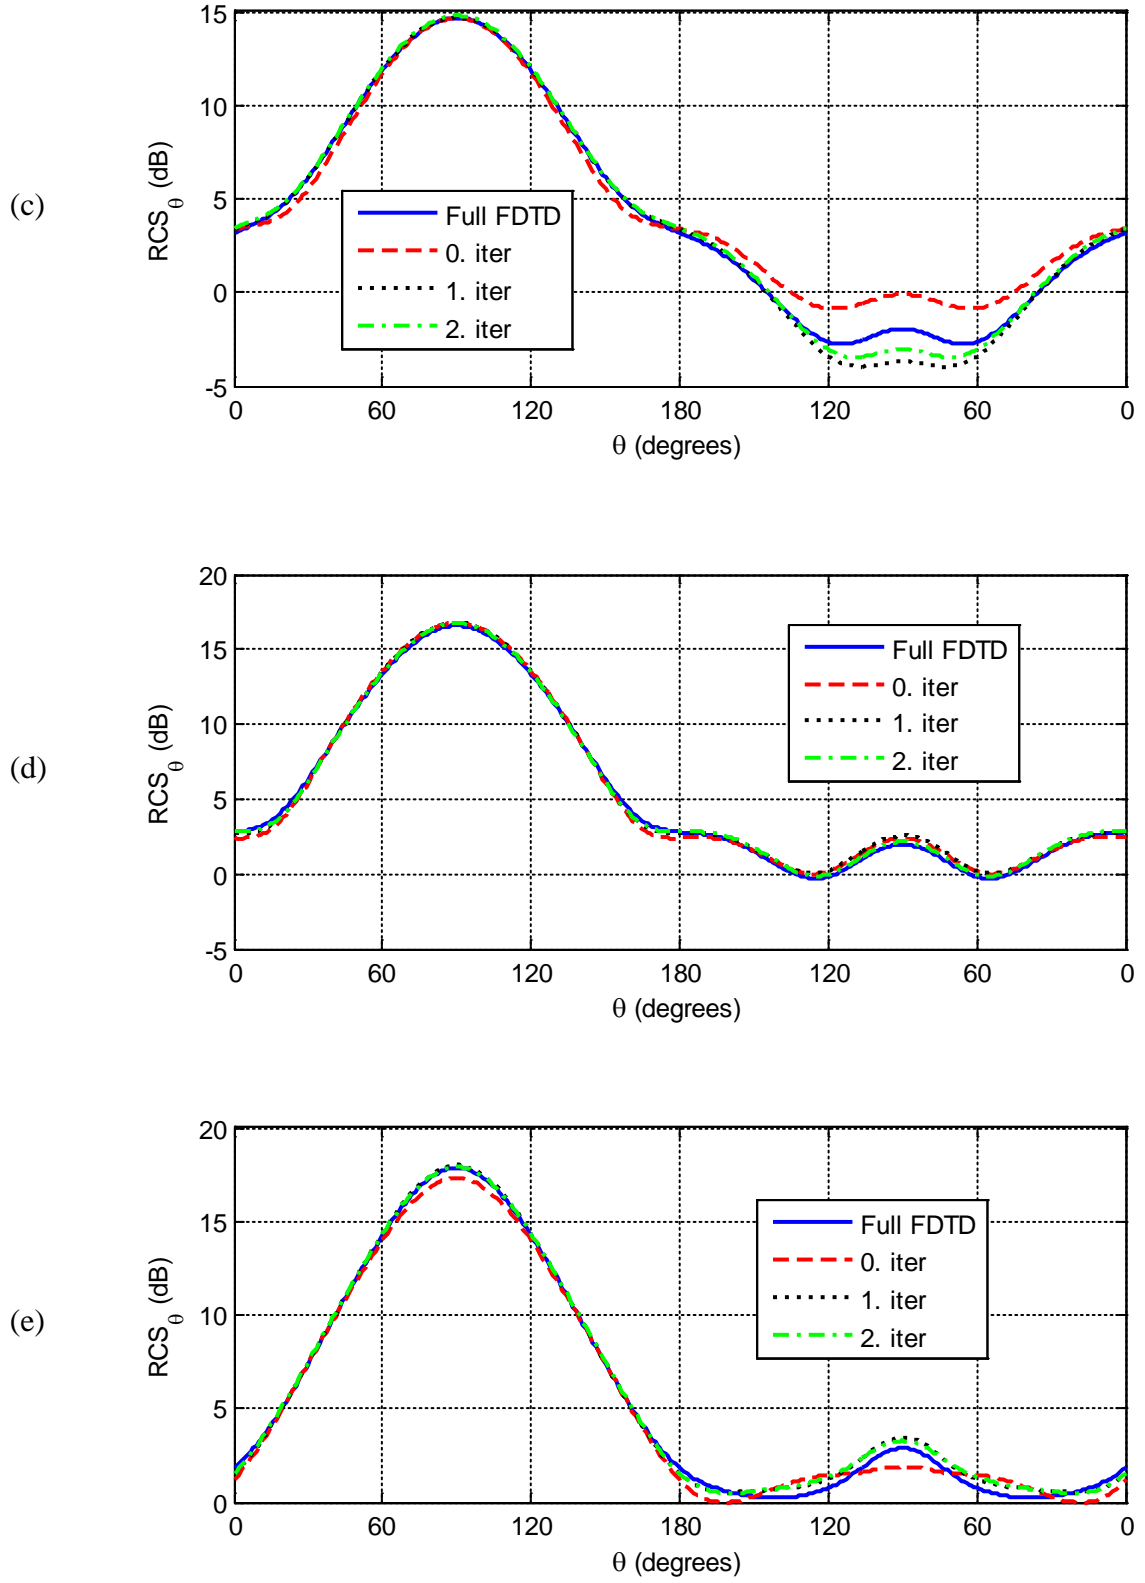 (c)
RCSθ (dB)
15
10
5
0
-5
0 60 120 180 120 60 0
θ (degrees)
Full FDTD
0. iter
1. iter
2. iter
(d)
RCSθ (dB)
20
15
10
5
0
-5
0 60 120 180 120 60 0
θ (degrees)
Full FDTD
0. iter
1. iter
2. iter
(e)
RCSθ (dB)
20
15
10
5
0
0 60 120 180 120 60 0
θ (degrees)
Full FDTD
0. iter
1. iter
2. iter